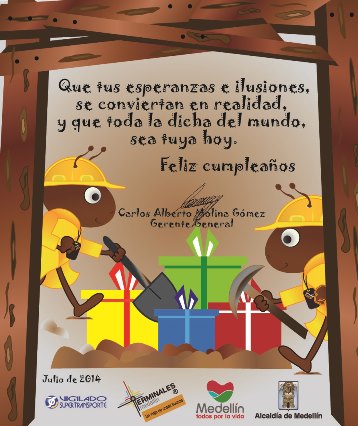 Que tus esperanzas e ilusiones,
se conviertan en realidad,
y que toda la dicha del mundo,
sea tuya hoy.
Feliz cumpleaños
Carlos Alberto Molina Gómez
Gerente General
Julio de 2014
VIGILADO
SUPERTRANSPORTE
TERMINALES
Medellín
todos por la vida
Alcaldía de Medellín